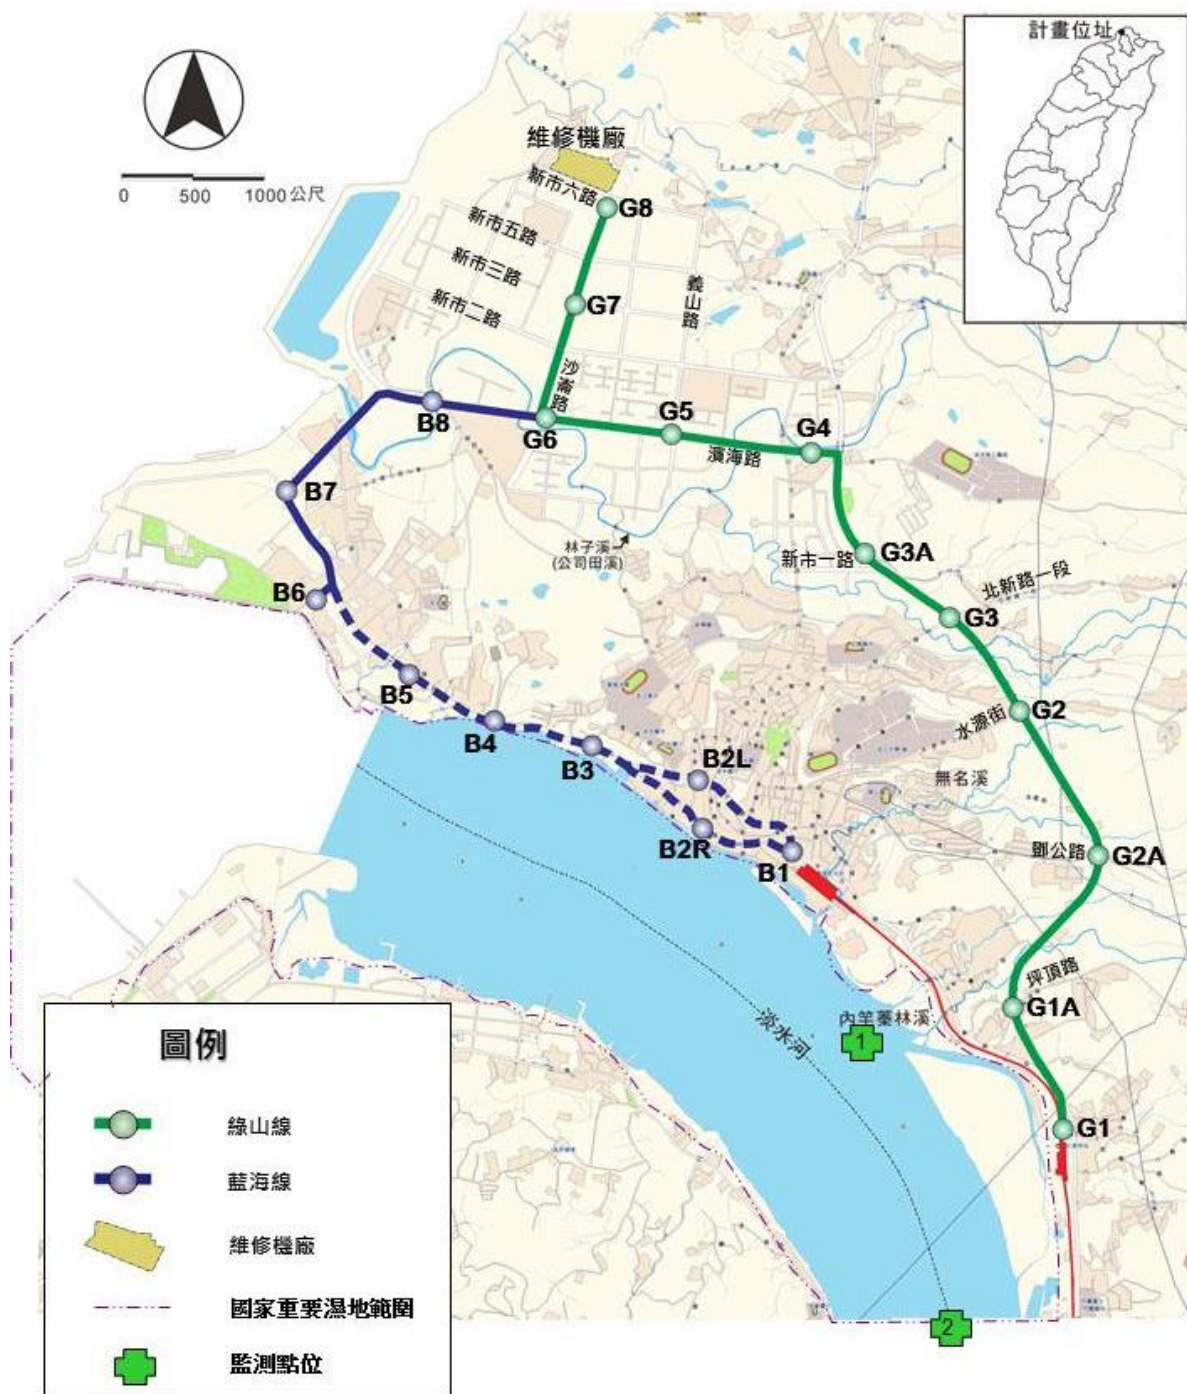 計畫位址
0 500 1000 公尺
維修機廠
新市六路
G8
新市五路
新市三路
新市二路
義山路
G7
沙崙路
B8
G6
G5
G4
濱海路
B7
林子溪
(公司田溪)
新市一路
G3A
北新路一段
G3
B6
B5
B4
B3
B2L
B2R
B1
水源街
G2
無名溪
鄧公路
G2A
坪頂路
G1A
內竿蓁林溪
1
淡水河
G1
2
圖例
綠山線
藍海線
維修機廠
國家重要濕地範圍
監測點位